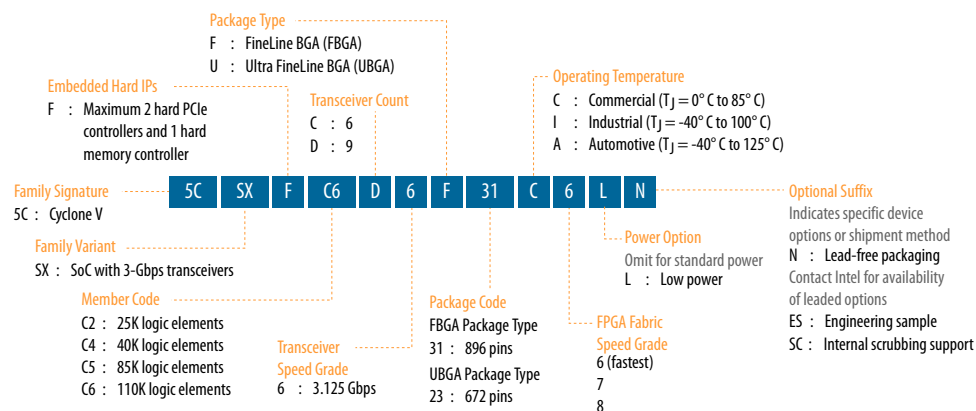 Package Type
F : FineLine BGA (FBGA)
U : Ultra FineLine BGA (UBGA)
Embedded Hard IPs
F : Maximum 2 hard PCIe
controllers and 1 hard
memory controller
Transceiver Count
C : 6
D : 9
Operating Temperature
C : Commercial (TJ = 0° C to 85° C)
I : Industrial (TJ = -40° C to 100° C)
A : Automotive (TJ = -40° C to 125° C)
Family Signature
5C : Cyclone V
5C SX F C6 D 6 F 31 C 6 L N
Family Variant
SX : SoC with 3-Gbps transceivers
Member Code
C2 : 25K logic elements
C4 : 40K logic elements
C5 : 85K logic elements
C6 : 110K logic elements
Transceiver
Speed Grade
6 : 3.125 Gbps
Package Code
FBGA Package Type
31 : 896 pins
UBGA Package Type
23 : 672 pins
FPGA Fabric
Speed Grade
6 (fastest)
7
8
Power Option
Omit for standard power
L : Low power
Optional Suffix
Indicates specific device
options or shipment method
N : Lead-free packaging
Contact Intel for availability
of leaded options
ES : Engineering sample
SC : Internal scrubbing support